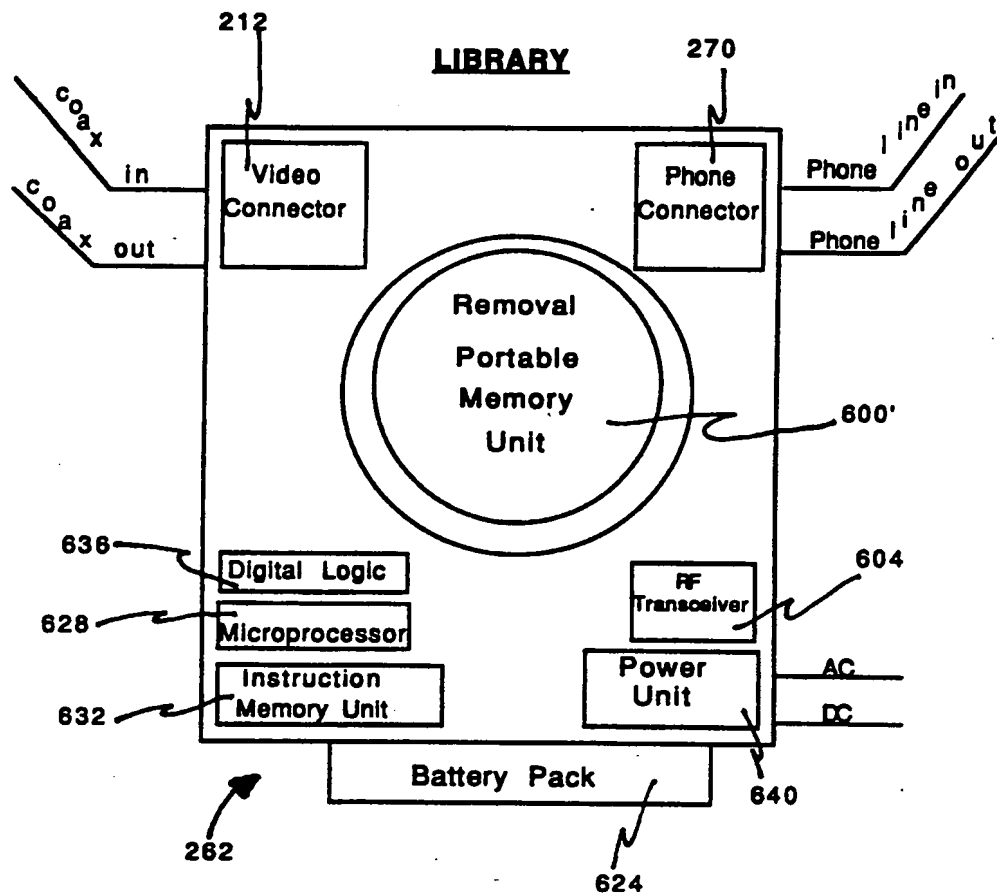 212
LIBRARY
270
coax in
coax out
Video
Connector
Phone
Connector
Phone line in
Phone line out
Removal
Portable
Memory
Unit
600'
636
Digital Logic
628
Microprocessor
632
Instruction
Memory Unit
RF
Transceiver
604
Power
Unit
AC
DC
640
Battery Pack
262
624